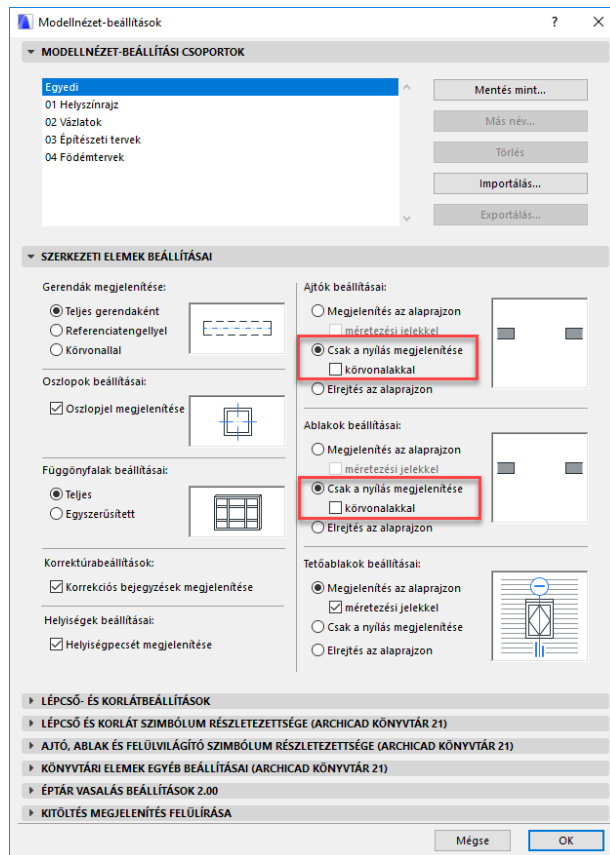 Modellnézet-beállítások
?
MODELLNÉZET-BEÁLLÍTÁSI CSOPORTOK
Egyedi
01 Helyszínrajz
02 Vázlatok
03 Építészeti tervek
04 Födémtervek
Mentés mint...
Más név...
Törlés
Importálás...
Exportálás...
SZERKEZETI ELEMEK BEÁLLÍTÁSAI
Gerendák megjelenítése:
Teljes gerendaként
Referenciatengellyel
Körvonallal
Oszlopok beállításai:
Oszlopjel megjelenítése
Függönyfalak beállításai:
Teljes
Egyszerűsített
Korrektúrabeállítások:
Korrekciós bejegyzések megjelenítése
Helyiségek beállításai:
Helyiségpecsét megjelenítése
Ajtók beállításai:
Megjelenítés az alaprajzon
méretezési jelekkel
Csak a nyílás megjelenítése
körvonalakkal
Elrejtés az alaprajzon
Ablakok beállításai:
Megjelenítés az alaprajzon
méretezési jelekkel
Csak a nyílás megjelenítése
körvonalakkal
Elrejtés az alaprajzon
Tetőablakok beállításai:
Megjelenítés az alaprajzon
méretezési jelekkel
Csak a nyílás megjelenítése
Elrejtés az alaprajzon
LÉPCSŐ- ÉS KORLÁTBEÁLLÍTÁSOK
LÉPCSŐ ÉS KORLÁT SZIMBÓLUM RÉSZLETEZETTSÉGE (ARCHICAD KÖNYVTÁR 21)
AJTÓ, ABLAK ÉS FELÜLVILÁGÍTÓ SZIMBÓLUM RÉSZLETEZETTSÉGE (ARCHICAD KÖNYVTÁR 21)
KÖNYVTÁRI ELEMEK EGYÉB BEÁLLÍTÁSAI (ARCHICAD KÖNYVTÁR 21)
ÉPTÁR VASALÁS BEÁLLÍTÁSOK 2.00
KITÖLTÉS MEGJELENÍTÉS FELÜLÍRÁSA
Mégse
OK